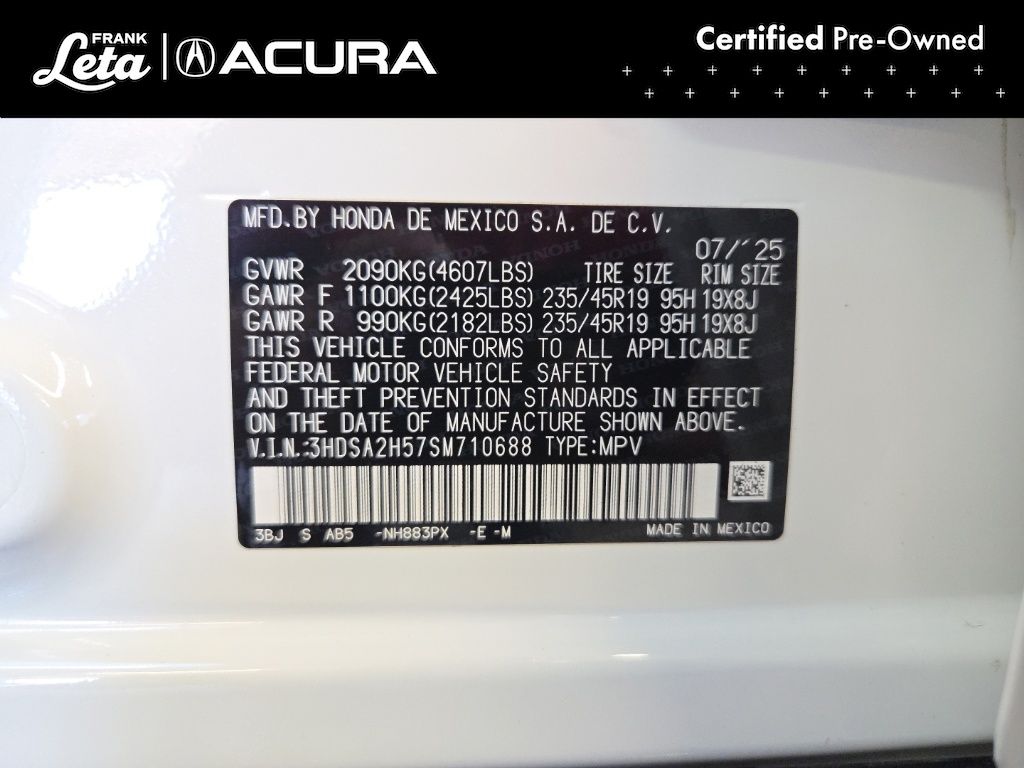 FRANK
Leta
ACURA
Certified Pre-Owned
MFD.BY HONDA DE MEXICO S.A. DE C.V.
07/´25
GVWR 2090KG(4607LBS) TIRE SIZE RIM SIZE
GAWR F 1100KG(2425LBS) 235/45R19 95H 19X8J
GAWR R 990KG(2182LBS) 235/45R19 95H 19X8J
THIS VEHICLE CONFORMS TO ALL APPLICABLE
FEDERAL MOTOR VEHICLE SAFETY
AND THEFT PREVENTION STANDARDS IN EFFECT
ON THE DATE OF MANUFACTURE SHOWN ABOVE.
V.I.N.:3HDSA2H57SM710688 TYPE:MPV
3BJ S AB5 -NH883PX -E -M MADE IN MEXICO